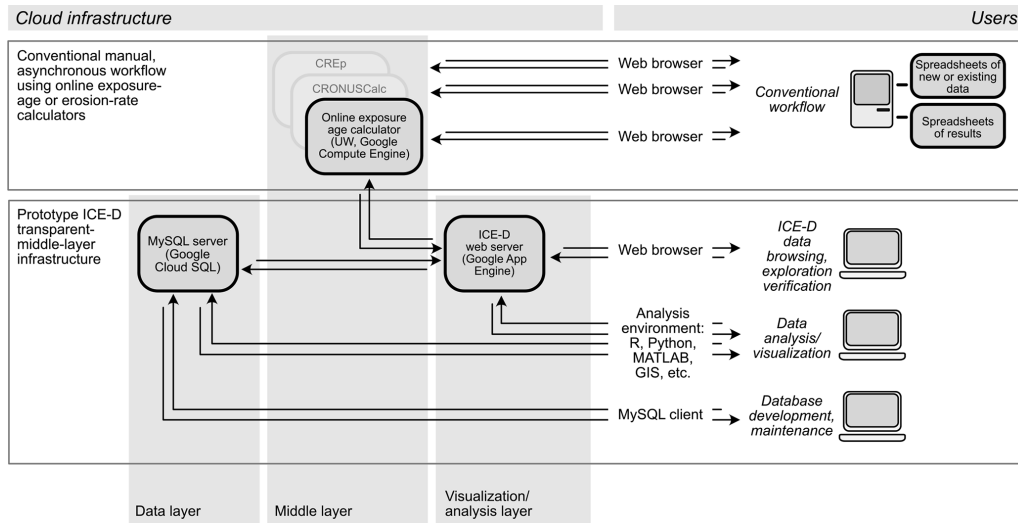 Cloud infrastructure
Users
Conventional manual,
asynchronous workflow
using online exposure-
age or erosion-rate
calculators
CREp
CRONUSCalc
Online exposure
age calculator
(UW, Google
Compute Engine)
Web browser
Web browser
Web browser
Conventional
workflow
Spreadsheets of
new or existing
data
Spreadsheets
of results
Prototype ICE-D
transparent-
middle-layer
infrastructure
MySQL server
(Google
Cloud SQL)
ICE-D
web server
(Google App
Engine)
Web browser
ICE-D
data
browsing,
exploration
verification
Analysis
environment:
R, Python,
MATLAB,
GIS, etc.
Data
analysis/
visualization
MySQL client
Database
development,
maintenance
Data layer
Middle layer
Visualization/
analysis layer